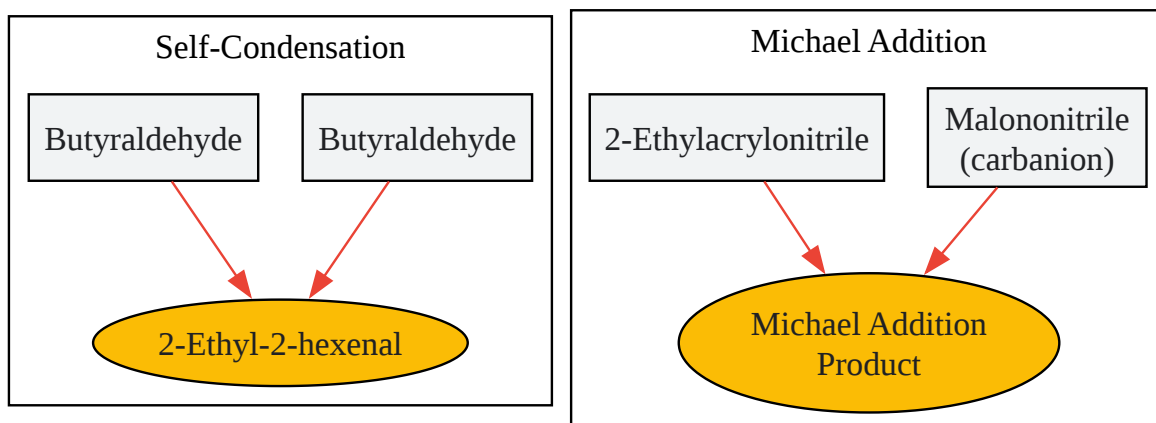 Self-Condensation
Butyraldehyde
Butyraldehyde
2-Ethyl-2-hexenal
Michael Addition
2-Ethylacrylonitrile
Malononitrile
(carbanion)
Michael Addition
Product